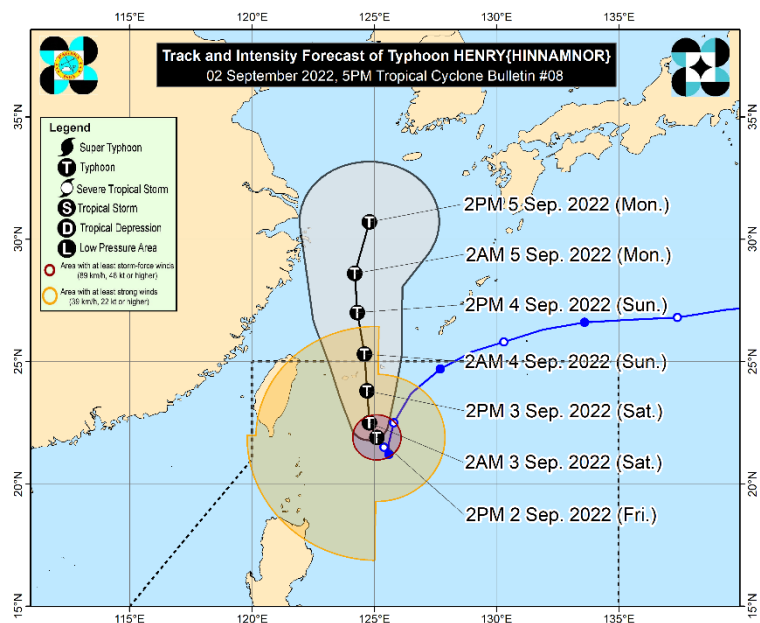 115°E 120°E 125°E 130°E 135°E
Track and Intensity Forecast of Typhoon HENRY{HINNAMNOR}
02 September 2022, 5PM Tropical Cyclone Bulletin #08
35°N 35°N
Legend
Super Typhoon
T Typhoon
Severe Tropical Storm
S Tropical Storm
D Tropical Depression
L Low Pressure Area
Area with at least storm-force winds
(89 km/h, 48 kt or higher)
Area with at least strong winds
(39 km/h, 22 kt or higher)
T 2PM 5 Sep. 2022 (Mon.)
30°N 30°N
T 2AM 5 Sep. 2022 (Mon.)
T 2PM 4 Sep. 2022 (Sun.)
T 2AM 4 Sep. 2022 (Sun.)
25°N 25°N
T 2PM 3 Sep. 2022 (Sat.)
T 2AM 3 Sep. 2022 (Sat.)
T 2PM 2 Sep. 2022 (Fri.)
20°N 20°N
15°N 15°N
115°E 120°E 125°E 130°E 135°E